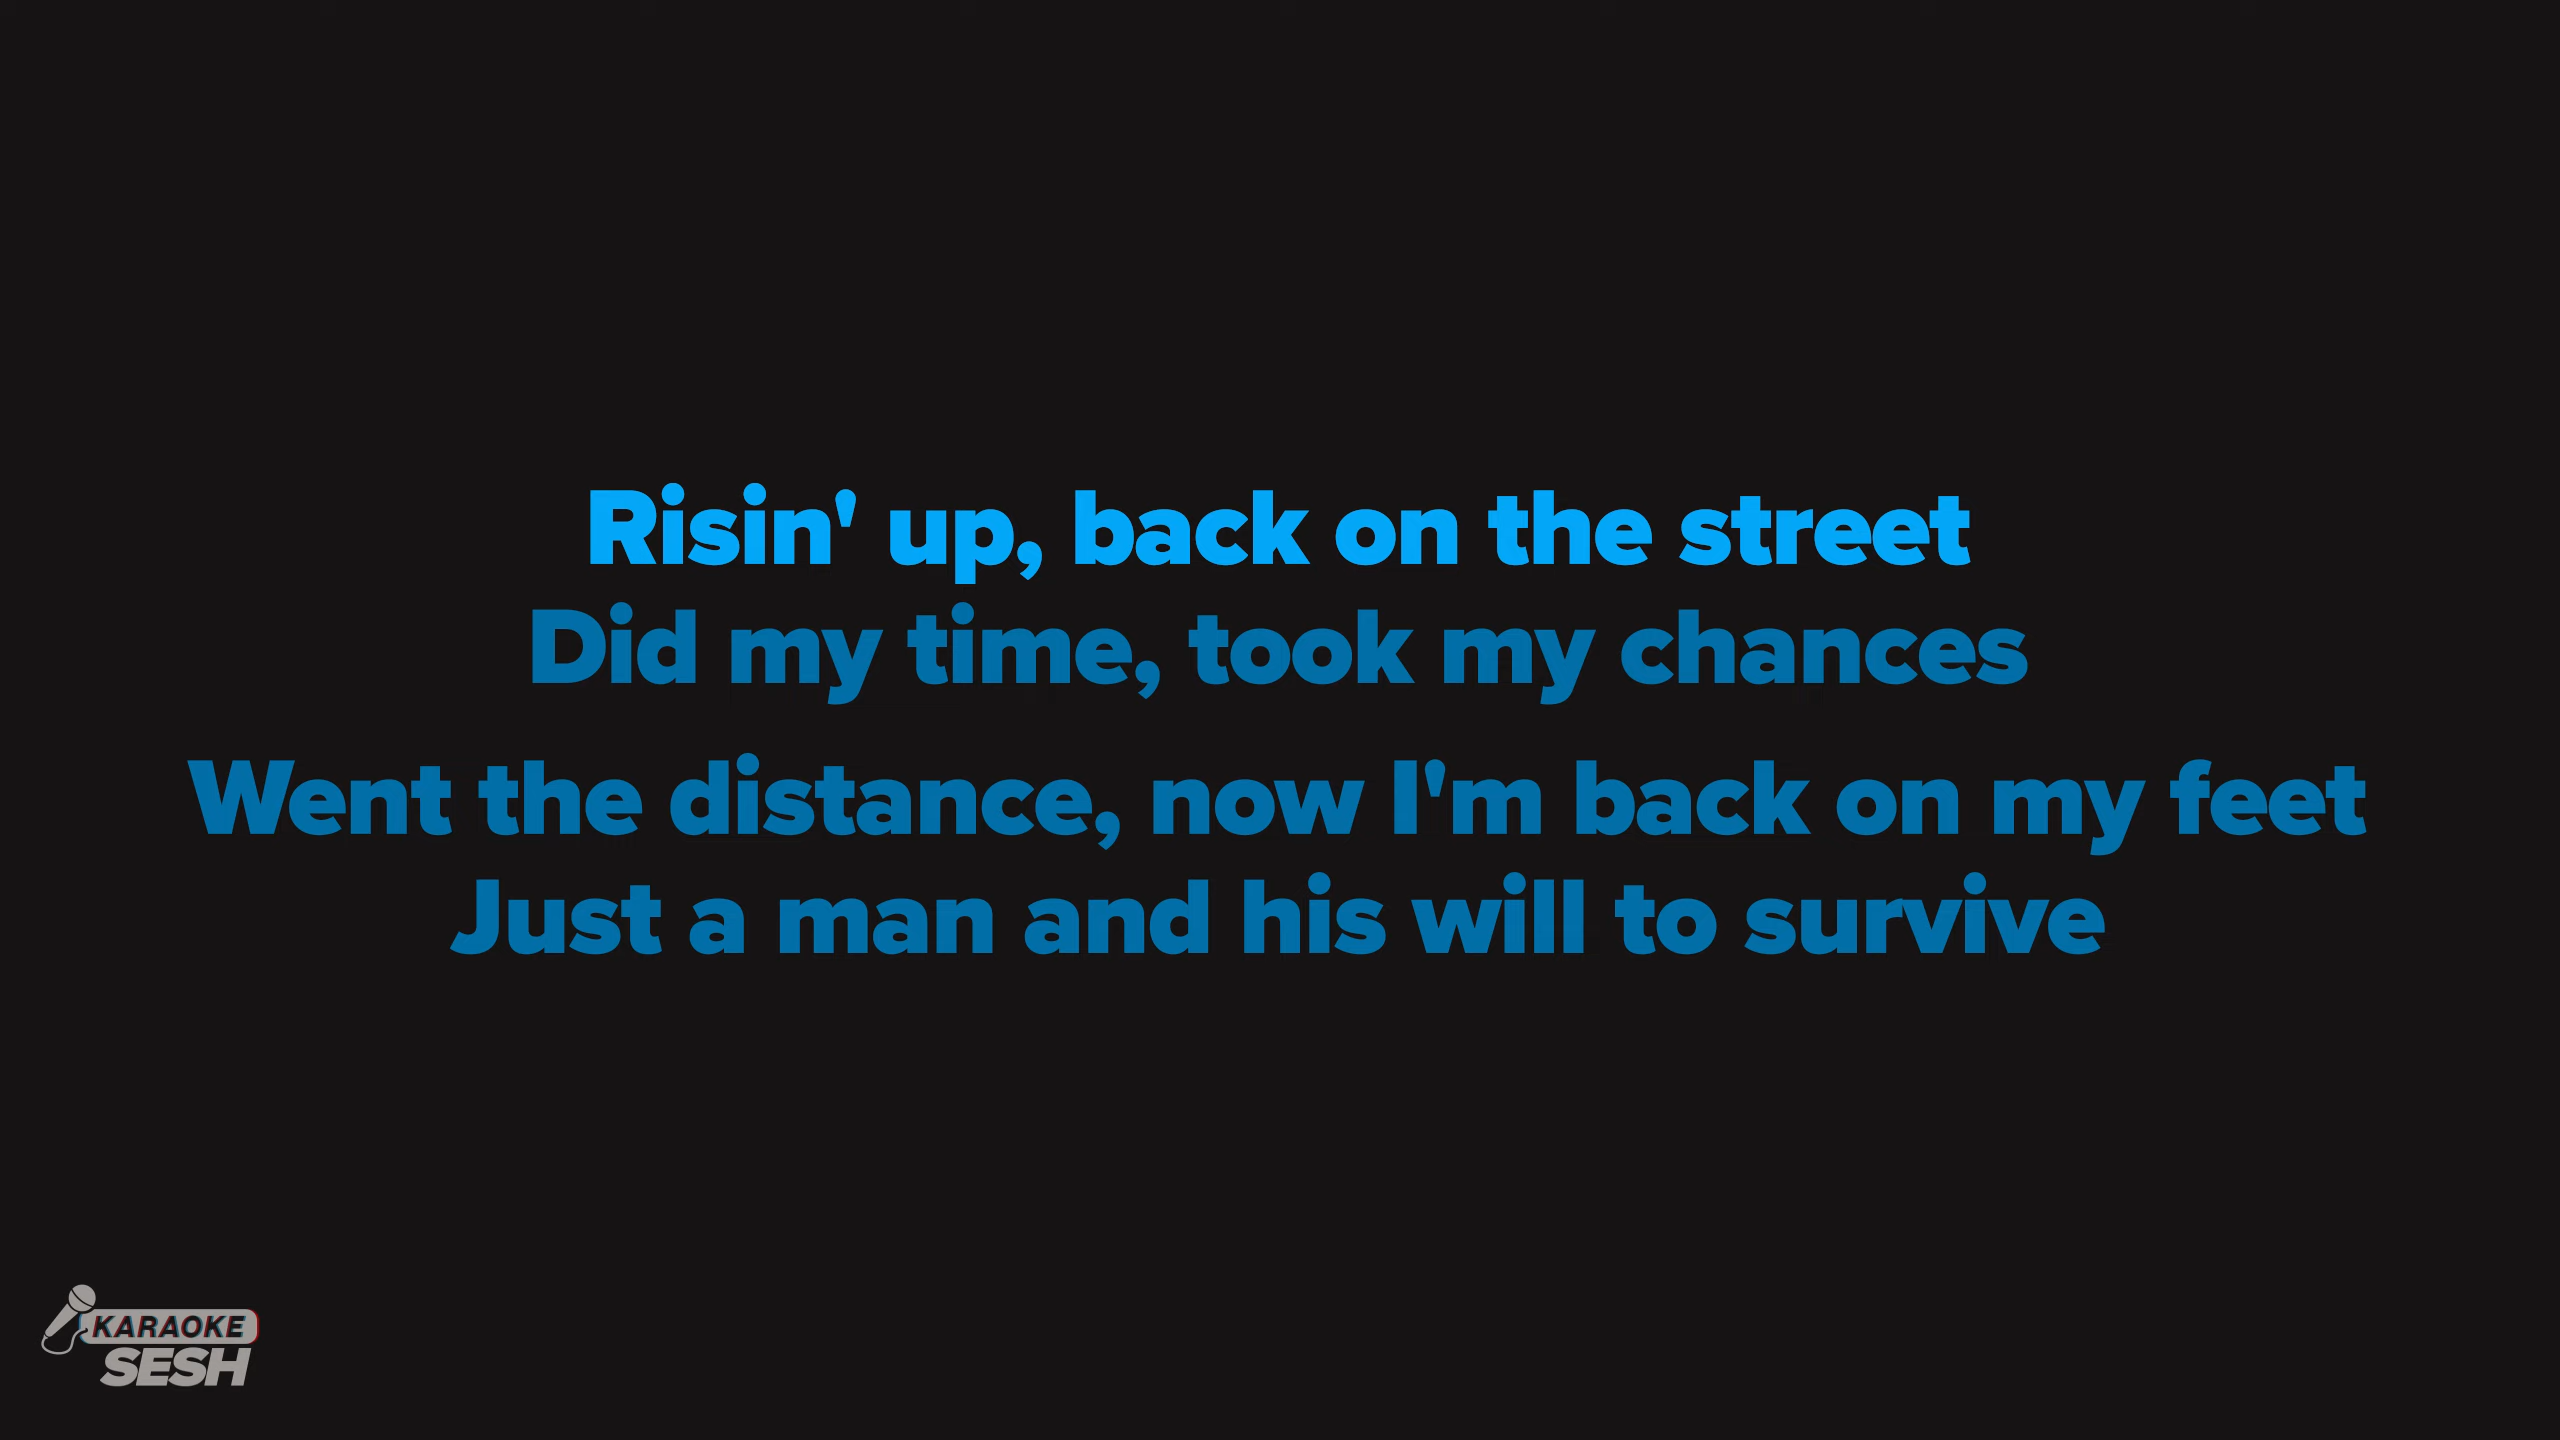 Risin' up, back on the street
Did my time, took my chances
Went the distance, now I'm back on my feet
Just a man and his will to survive
KARAOKE
SESH